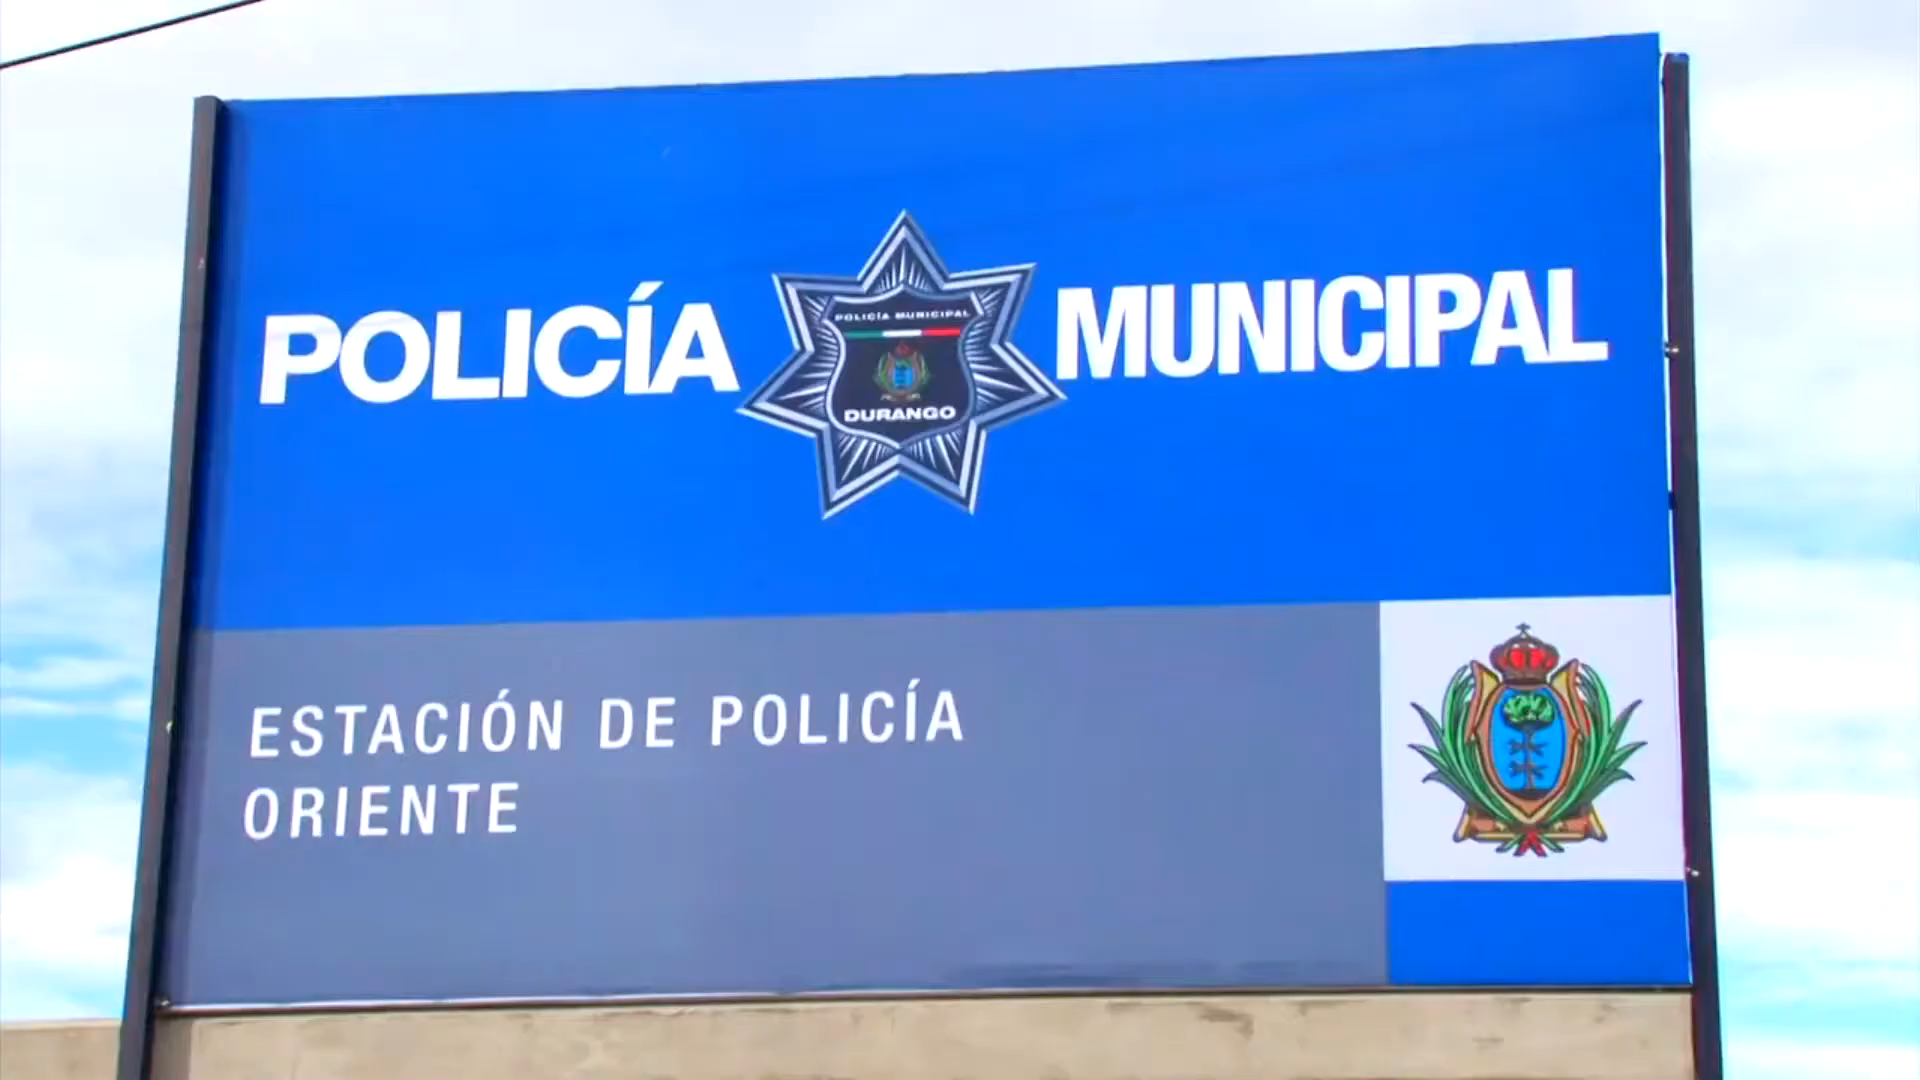 POLICÍA MUNICIPAL
POLICÍA MUNICIPAL
DURANGO
ESTACIÓN DE POLICÍA
ORIENTE